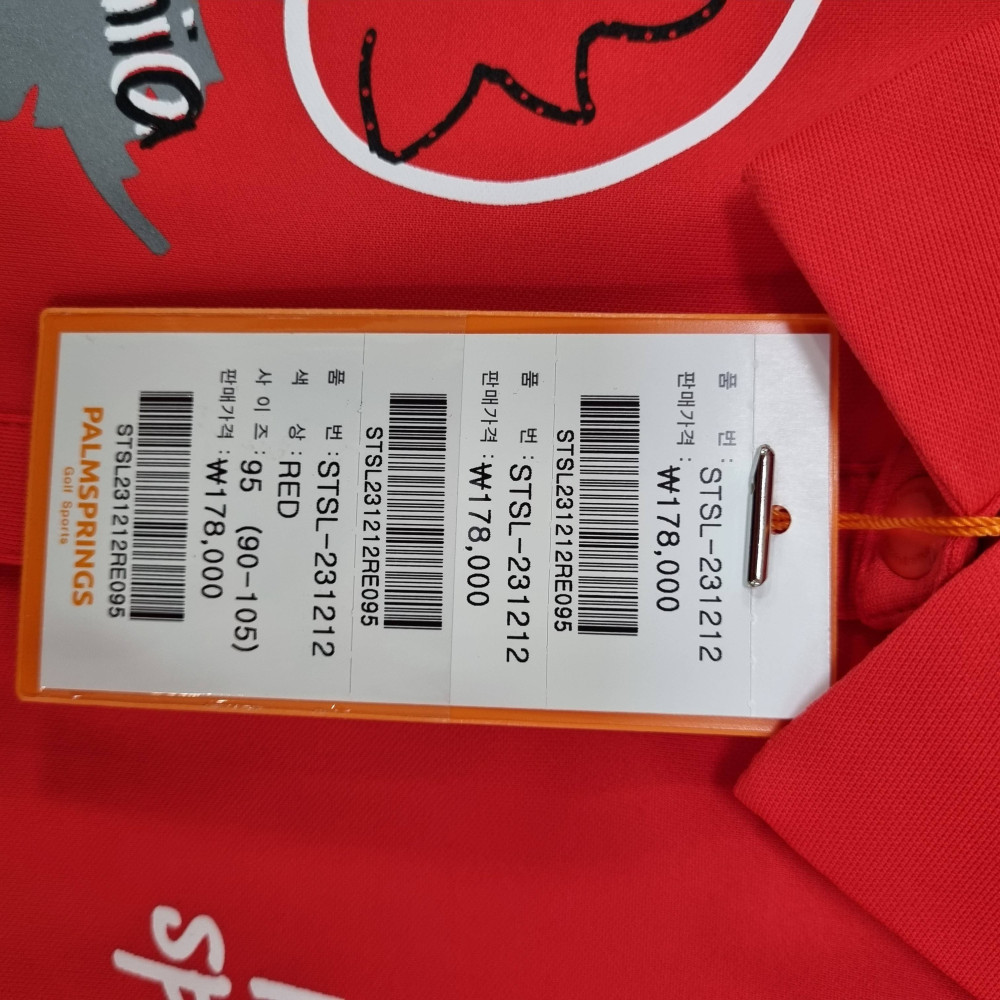 품 번 : STSL-231212
판매가격 : ₩178,000
STSL231212RE095
품 번 : STSL-231212
판매가격 : ₩178,000
STSL231212RE095
품 번 : STSL-231212
색 상 : RED
사 이 즈 : 95 (90-105)
판매가격 : ₩178,000
STSL231212RE095
PALMSPRINGS
Golf Sports